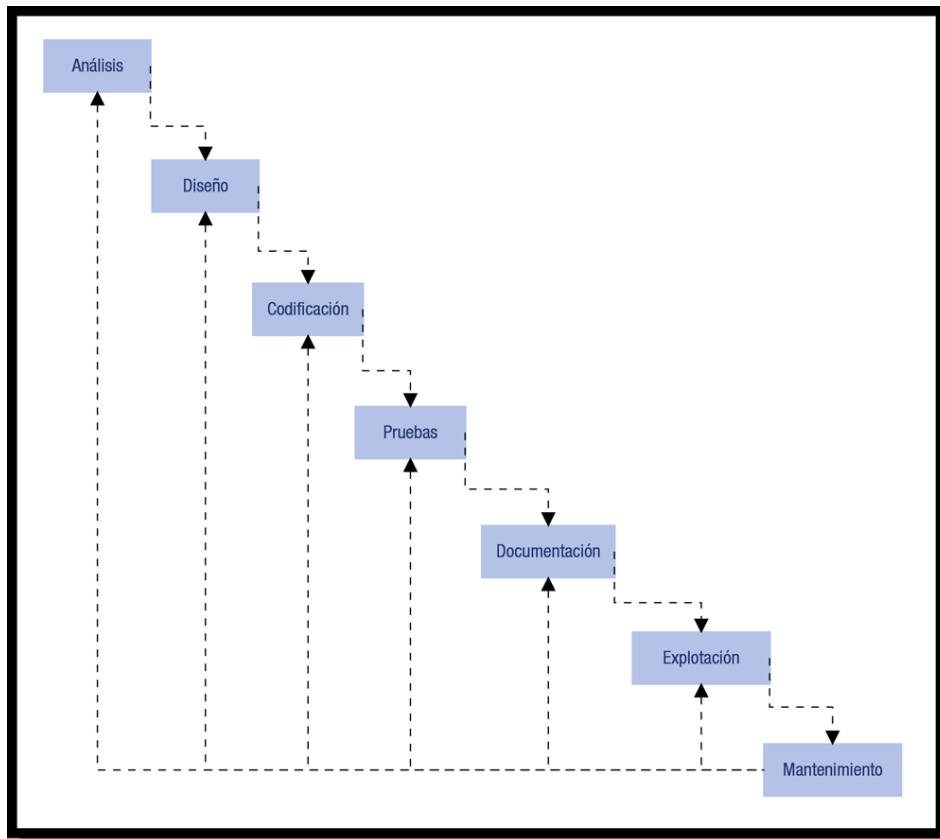 Análisis
Diseño
Codificación
Pruebas
Documentación
Explotación
Mantenimiento